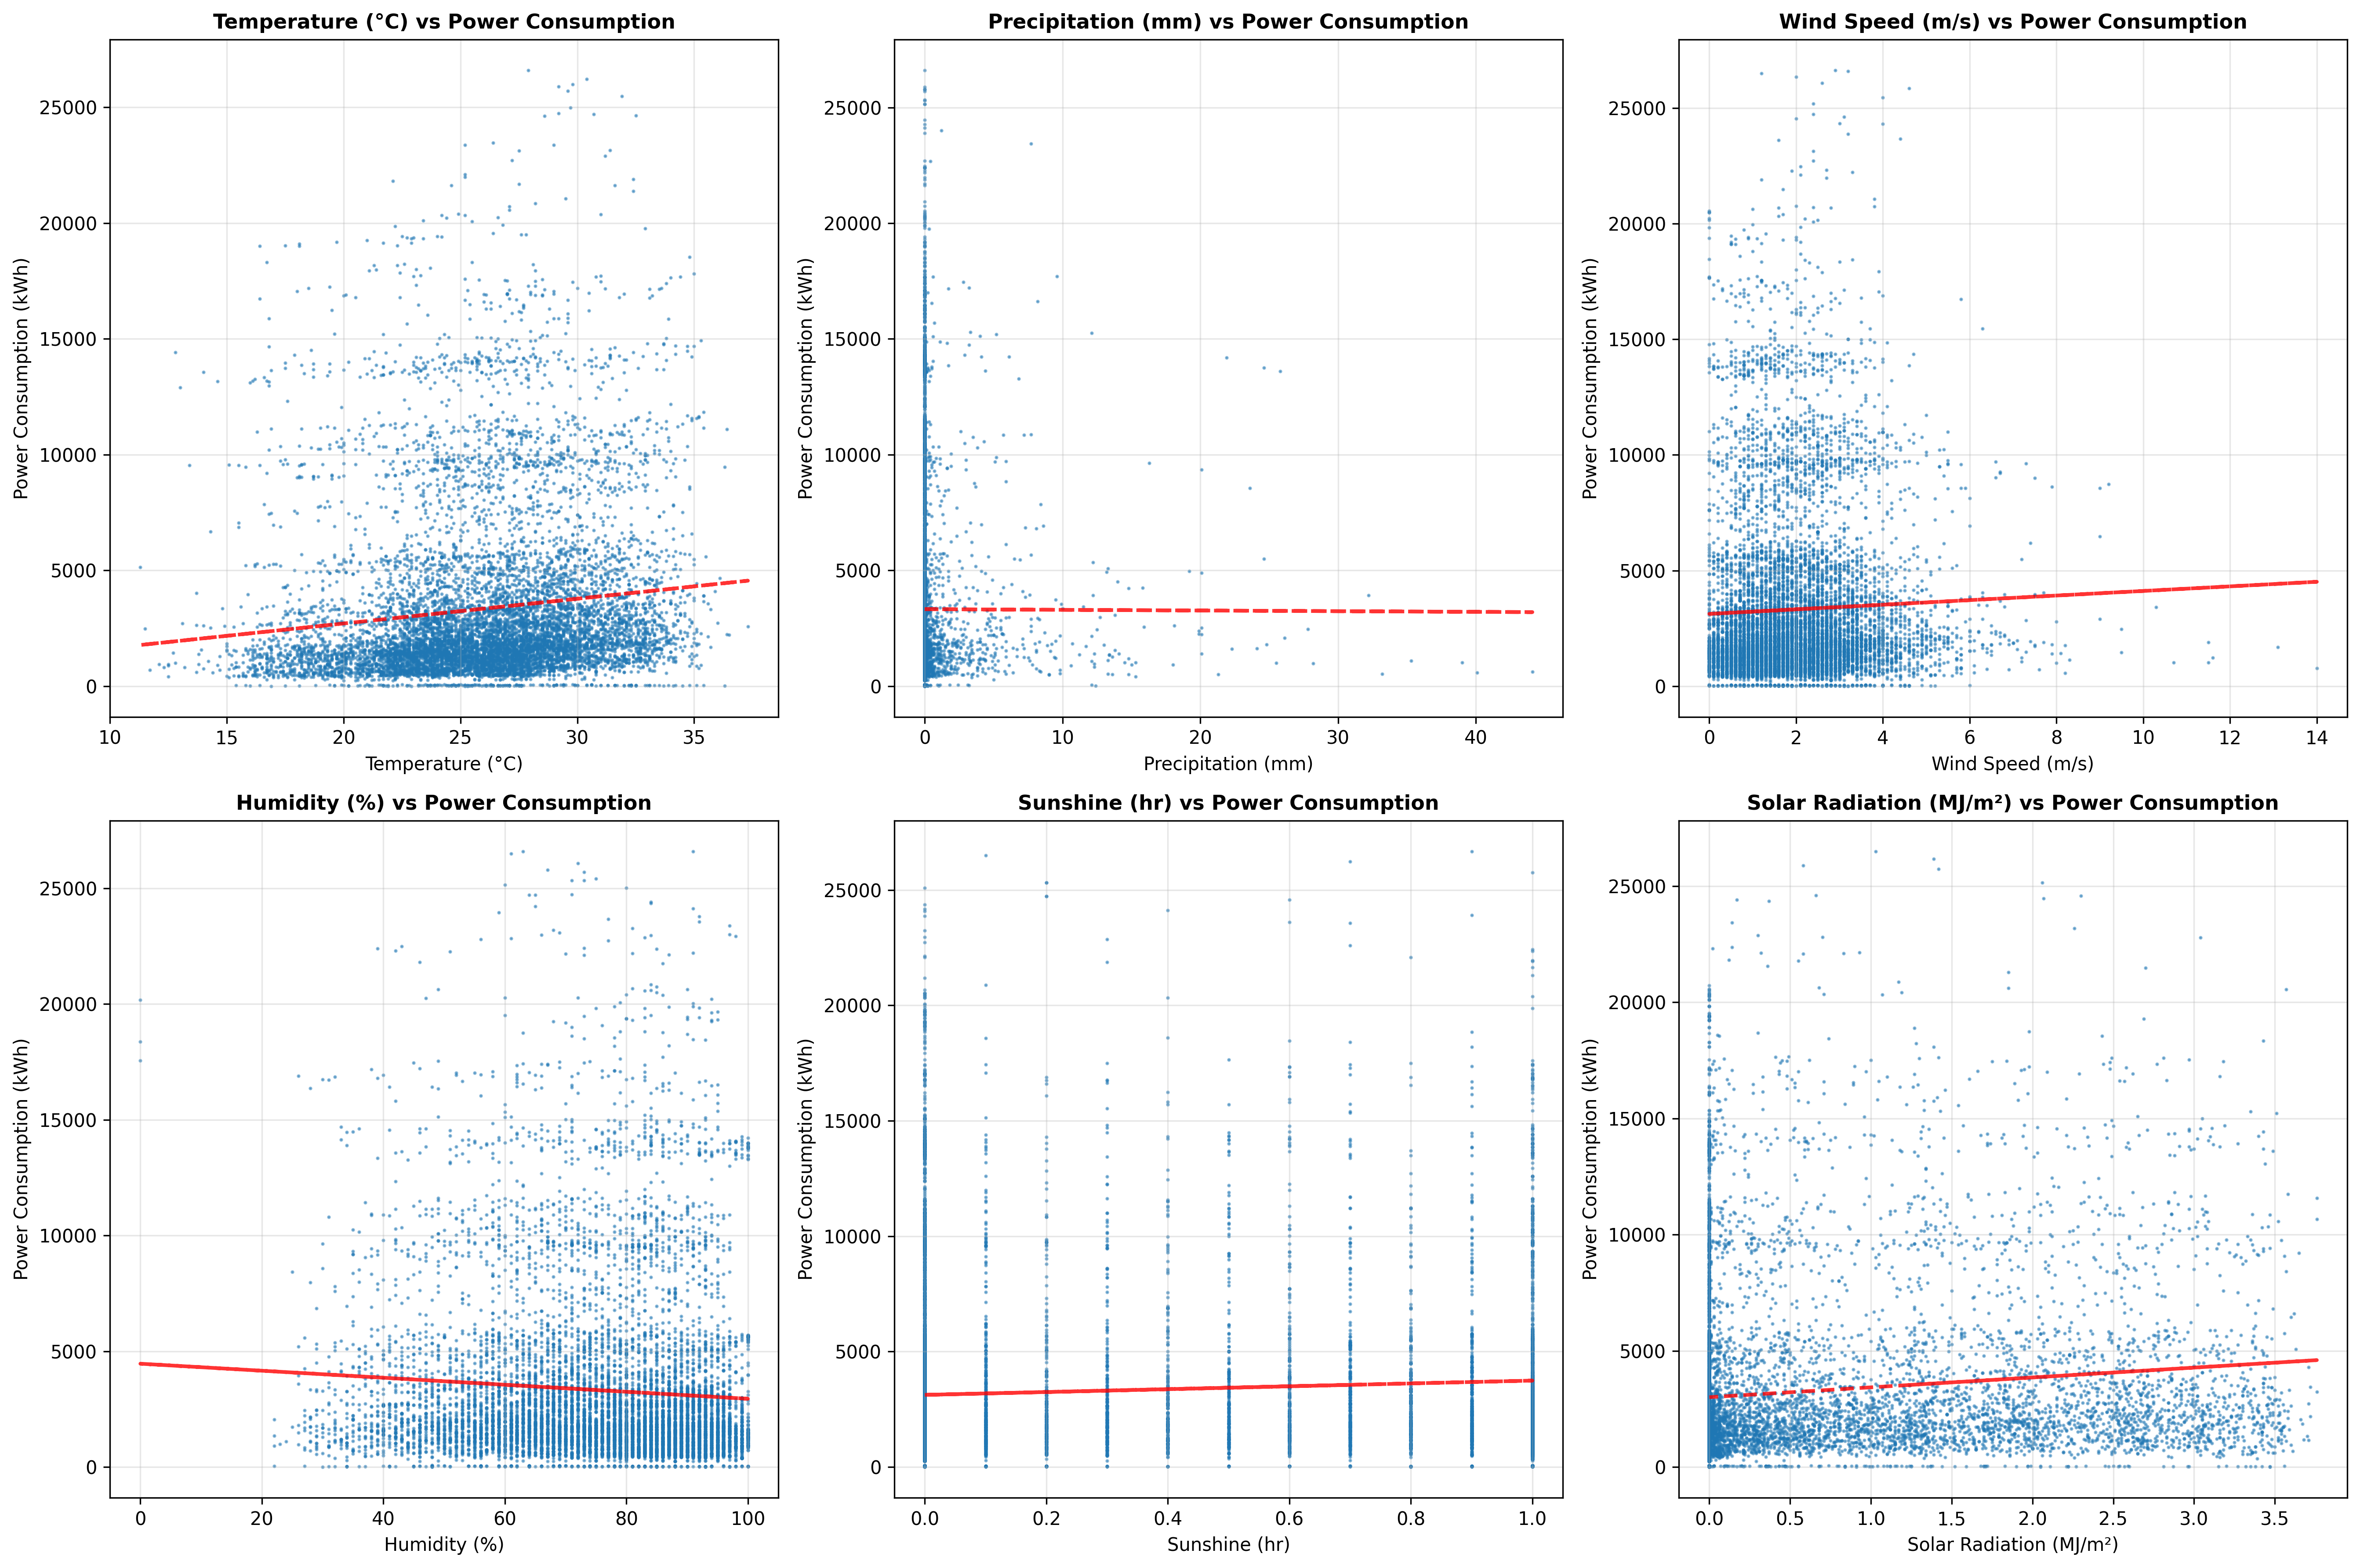 Temperature (°C) vs Power Consumption
Power Consumption (kWh)
25000
20000
15000
10000
5000
0
10 15 20 25 30 35
Temperature (°C)
Precipitation (mm) vs Power Consumption
Power Consumption (kWh)
25000
20000
15000
10000
5000
0
0 10 20 30 40
Precipitation (mm)
Wind Speed (m/s) vs Power Consumption
Power Consumption (kWh)
25000
20000
15000
10000
5000
0
0 2 4 6 8 10 12 14
Wind Speed (m/s)
Humidity (%) vs Power Consumption
Power Consumption (kWh)
25000
20000
15000
10000
5000
0
0 20 40 60 80 100
Humidity (%)
Sunshine (hr) vs Power Consumption
Power Consumption (kWh)
25000
20000
15000
10000
5000
0
0.0 0.2 0.4 0.6 0.8 1.0
Sunshine (hr)
Solar Radiation (MJ/m²) vs Power Consumption
Power Consumption (kWh)
25000
20000
15000
10000
5000
0
0.0 0.5 1.0 1.5 2.0 2.5 3.0 3.5
Solar Radiation (MJ/m²)